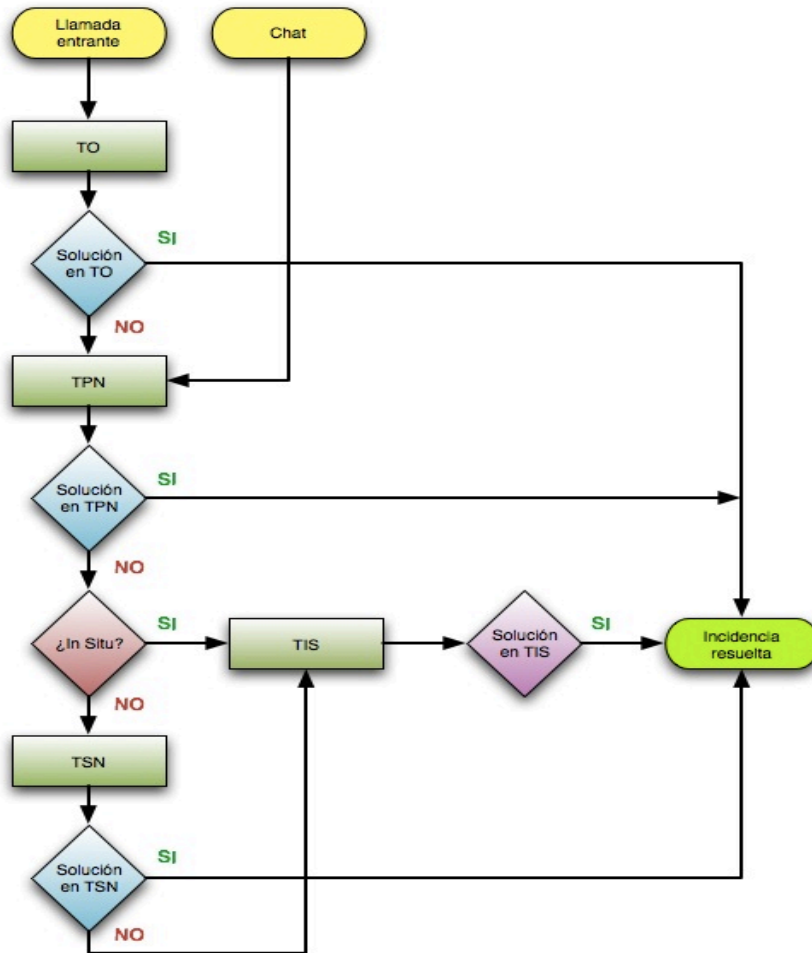 Llamada
entrante
Chat
TO
SI
Solución
en TO
NO
TPN
SI
Solución
en TPN
NO
¿In Situ?
SI
TIS
Solución
en TIS
SI
Incidencia
resuelta
NO
TSN
SI
Solución
en TSN
NO